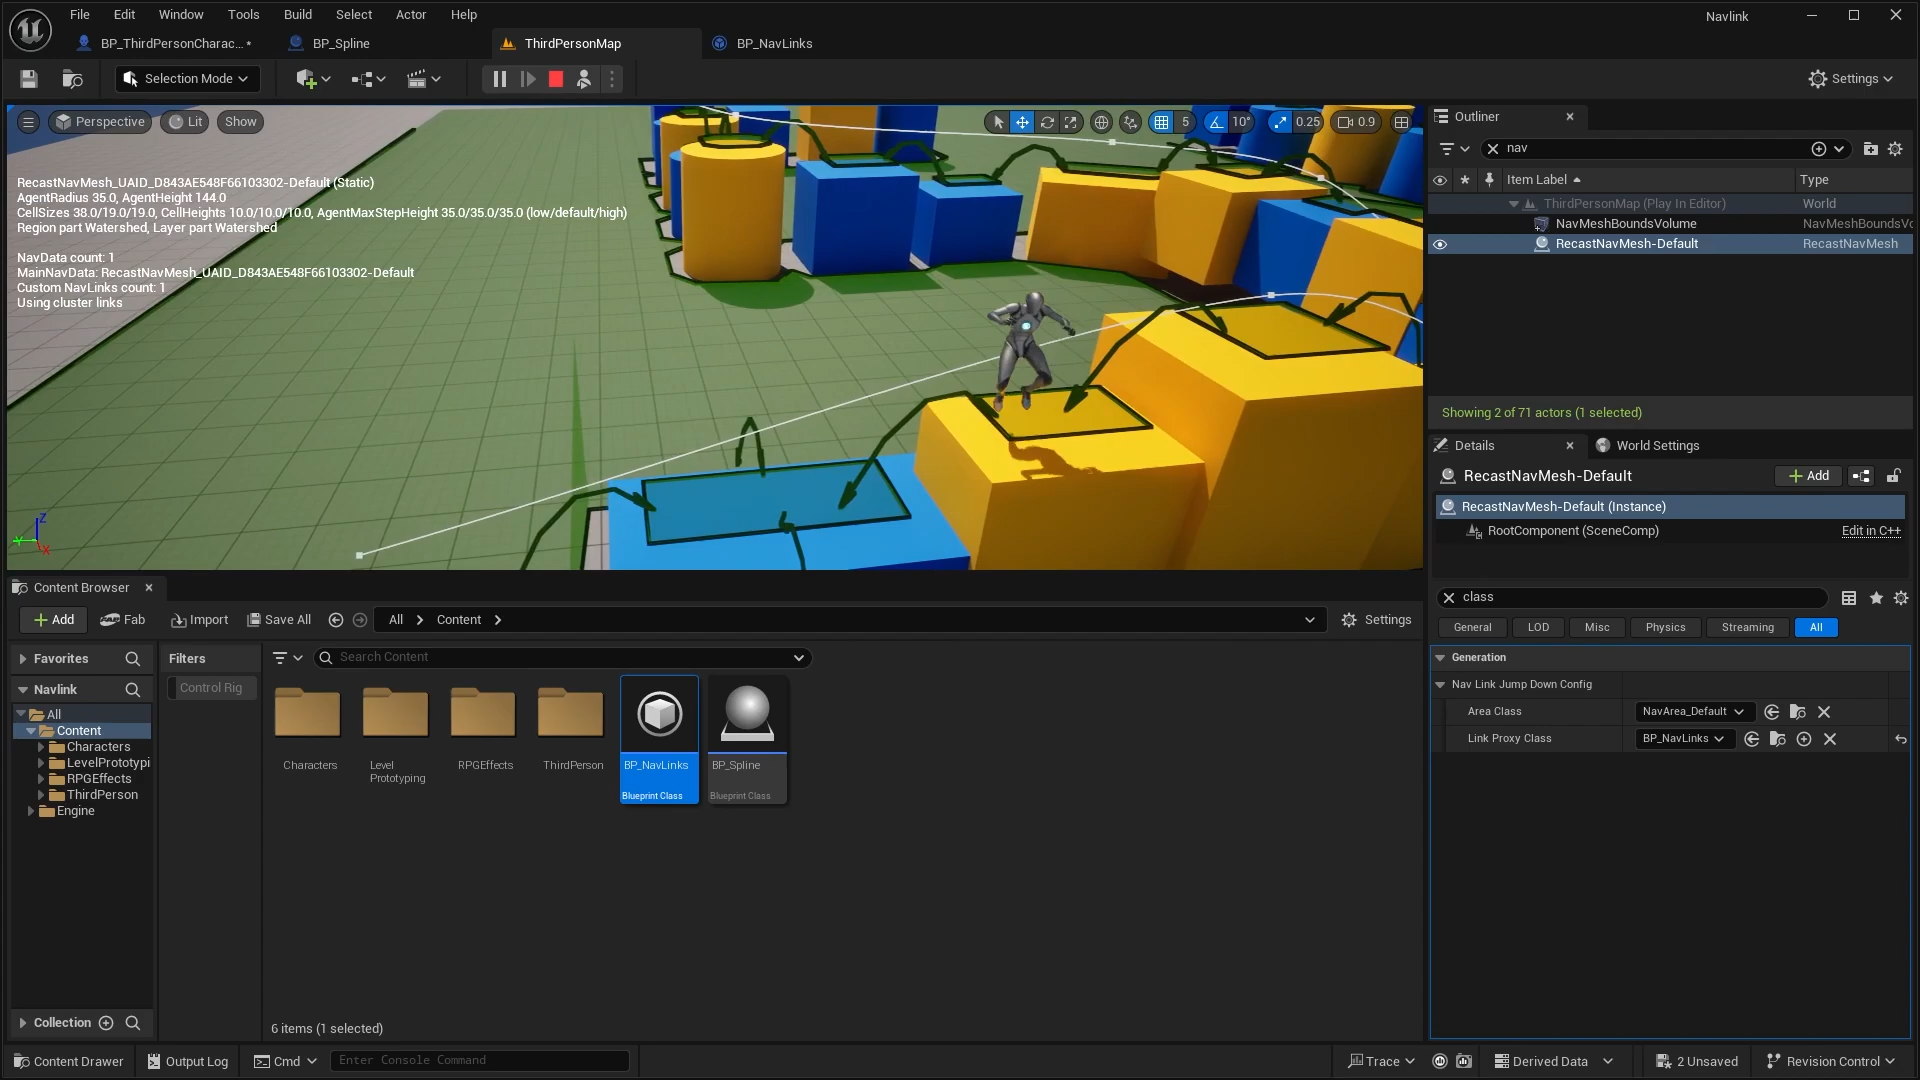 File Edit Window Tools Build Select Actor Help
Navlink
BP_ThirdPersonCharac...•
BP_Spline
ThirdPersonMap
BP_NavLinks
Selection Mode
Settings
Perspective
Lit
Show
5
10°
0.25
0.9
RecastNavMesh_UAID_D843AE548F66103302-Default (Static)
AgentRadius 35.0, AgentHeight 144.0
CellSizes 38.0/19.0/19.0, CellHeights 10.0/10.0/10.0, AgentMaxStepHeight 35.0/35.0/35.0 (low/default/high)
Region part Watershed, Layer part Watershed
NavData count: 1
MainNavData: RecastNavMesh_UAID_D843AE548F66103302-Default
Custom NavLinks count: 1
Using cluster links
Z
Y
X
Outliner
nav
Item Label
Type
ThirdPersonMap (Play In Editor)
World
NavMeshBoundsVolume
NavMeshBoundsVo
RecastNavMesh-Default
RecastNavMesh
Showing 2 of 71 actors (1 selected)
Details
World Settings
RecastNavMesh-Default
Add
RecastNavMesh-Default (Instance)
RootComponent (SceneComp)
Edit in C++
class
General LOD Misc Physics Streaming All
Generation
Nav Link Jump Down Config
Area Class
NavArea_Default
Link Proxy Class
BP_NavLinks
Content Browser
Add
Fab
Import
Save All
All
Content
Settings
Favorites
Filters
Search Content
Control Rig
Navlink
All
Content
Characters
LevelPrototypi
RPGEffects
ThirdPerson
Engine
Characters
Level
Prototyping
RPGEffects
ThirdPerson
BP_NavLinks
Blueprint Class
BP_Spline
Blueprint Class
Collection
6 items (1 selected)
Content Drawer
Output Log
Cmd
Enter Console Command
Trace
Derived Data
2 Unsaved
Revision Control